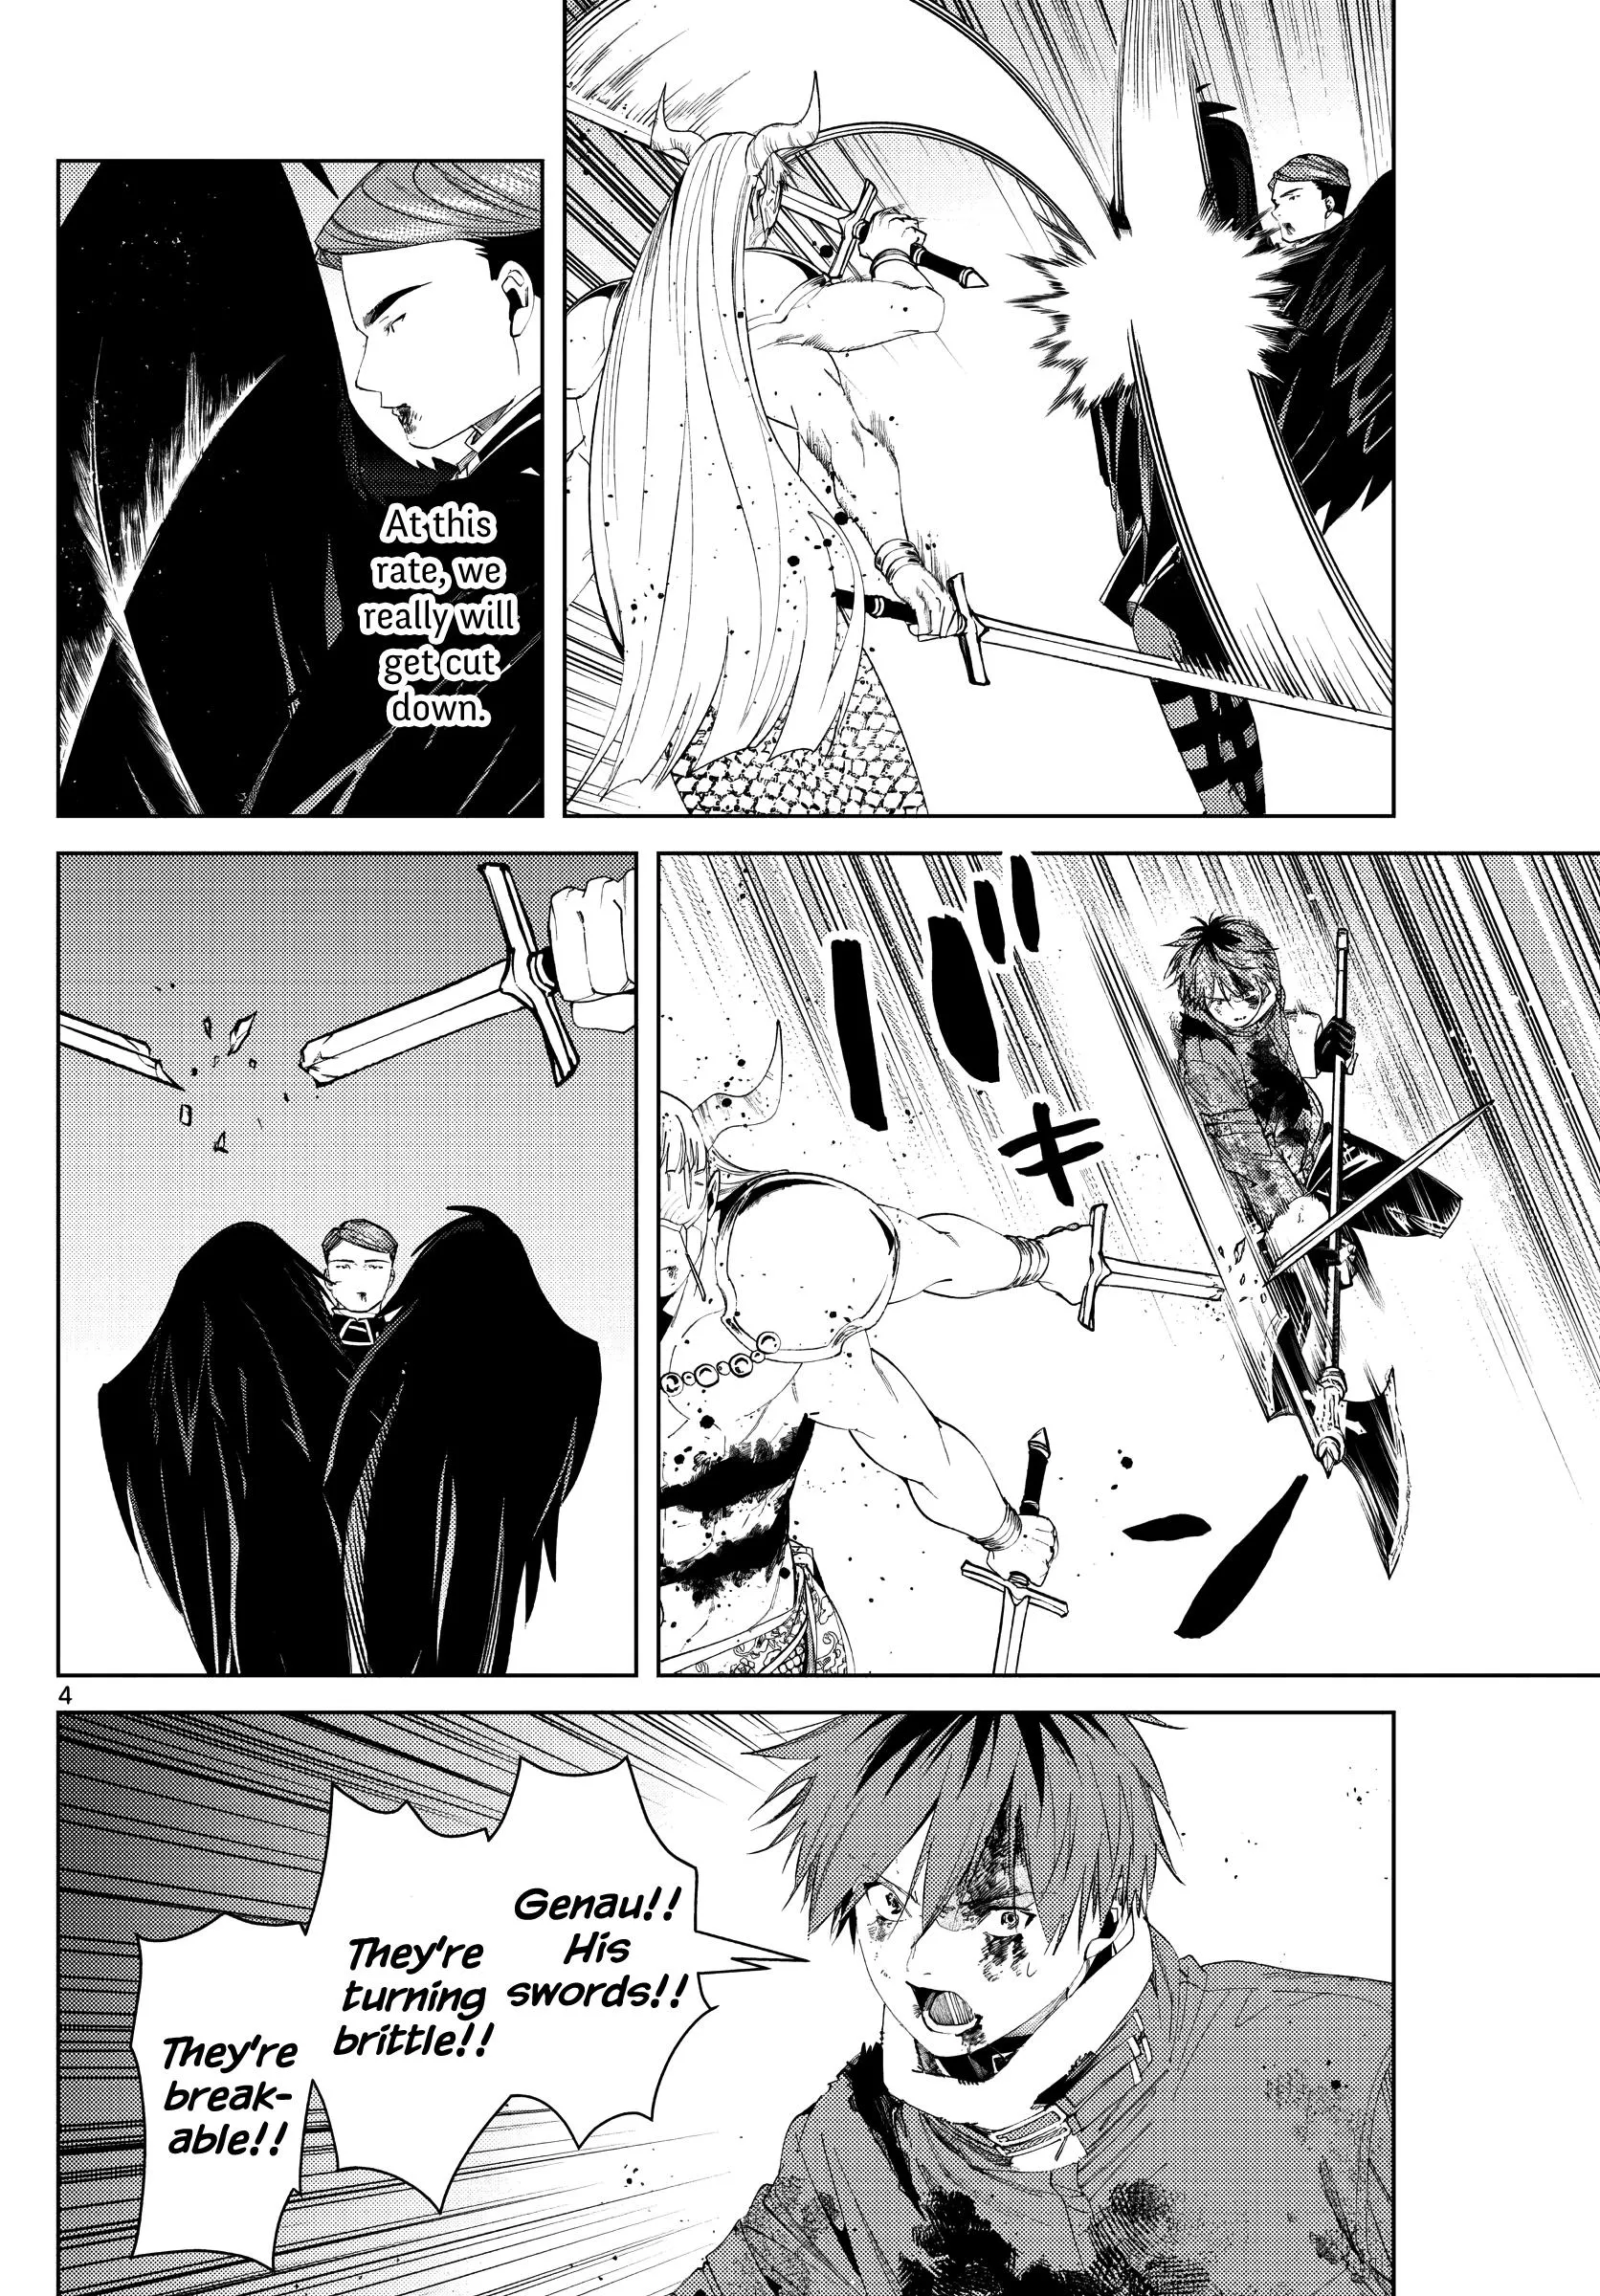 At this
rate, we
really will
get cut
down.
バキィン
4
Genau!!
His
swords!!
They're
turning
brittle!!
They're
break-
able!!